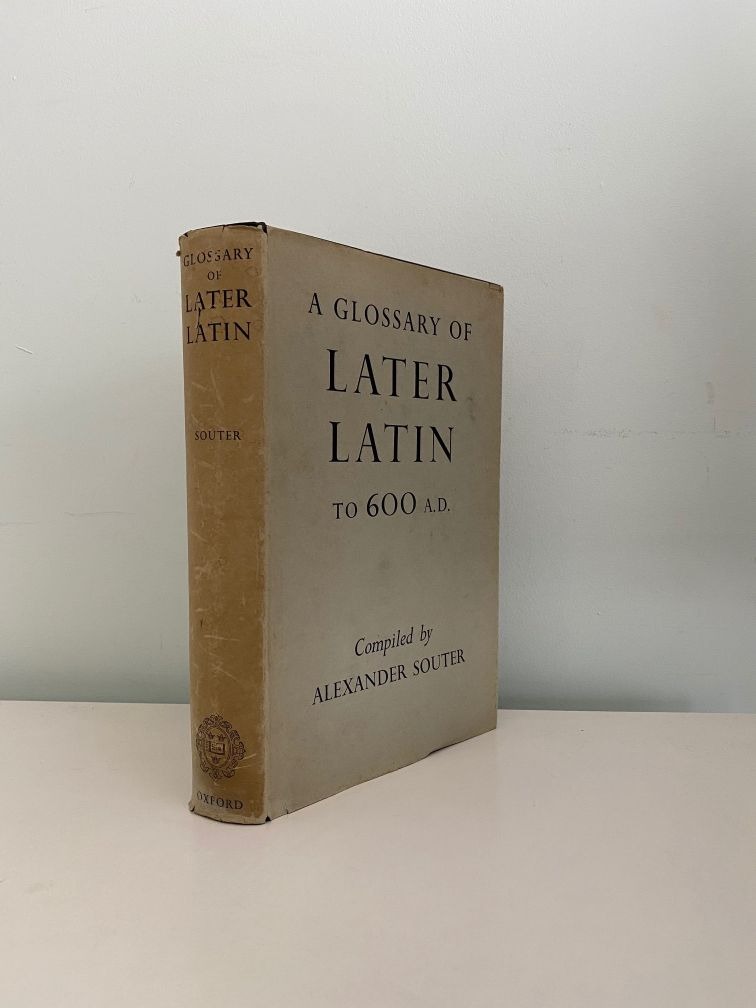 GLOSSARY
OF
LATER
LATIN
SOUTER
OXFORD
A GLOSSARY OF
LATER
LATIN
TO 600 A.D.
Compiled by
ALEXANDER SOUTER